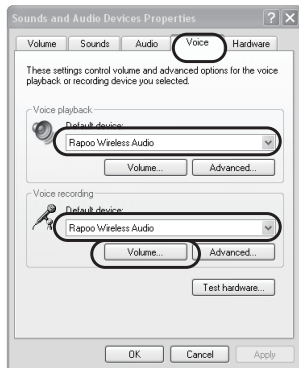 Sounds and Audio Devices Properties
Volume Sounds Audio Voice Hardware
These settings control volume and advanced options for the voice
playback or recording device you selected.
Voice playback
Default device:
Rapoo Wireless Audio
Volume... Advanced...
Voice recording
Default device:
Rapoo Wireless Audio
Volume... Advanced...
Test hardware...
OK Cancel Apply